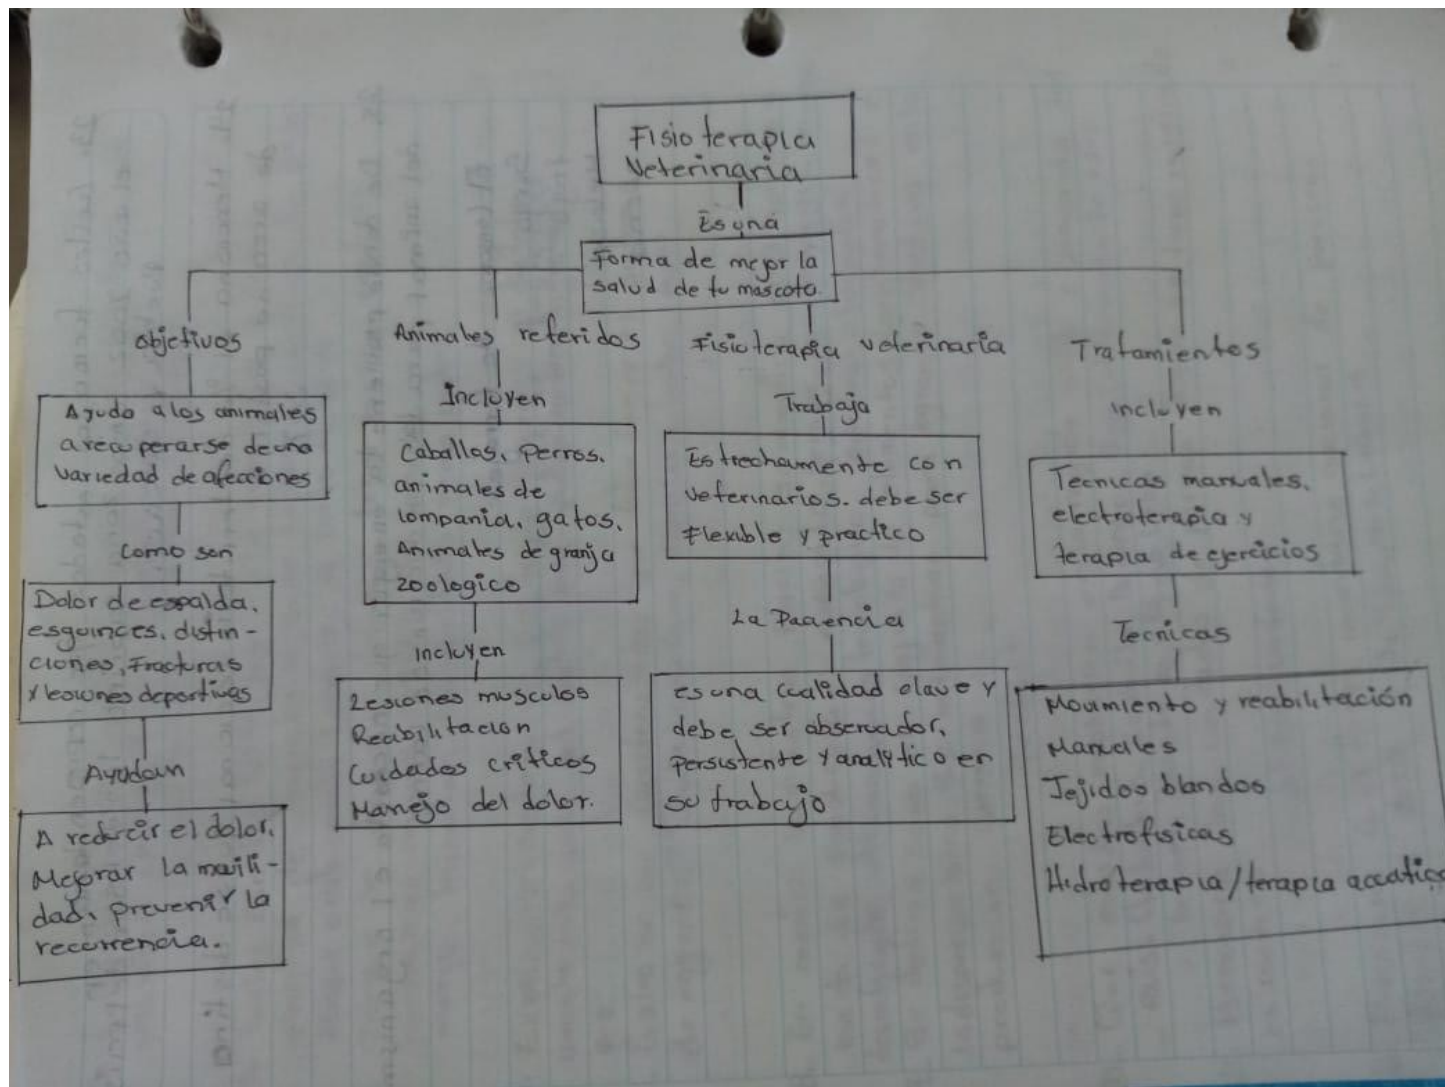 Fisioterapia
Veterinaria
Es una
Forma de mejor la
salud de tu mascota.
Objetivos
Ayuda a los animales
a recuperarse de una
variedad de afecciones
Como son
Dolor de espalda,
esguinces, distin-
ciones, Fracturas
y lesiones deportivas
Ayudan
A reducir el dolor,
Mejorar la
dad, prevenir la
recurrencia.
Animales referidos
Incluyen
Caballos, Perros,
animales de
compania, gatos,
Animales de granja
zoologico
incluyen
Lesiones musculos
Reabilitacion
Cuidados criticos
Manejo del dolor.
Fisioterapia veterinaria
Trabaja
Estrechamente con
veterinarios. debe ser
Flexible y practico
La Paciencia
es una cualidad clave y
debe ser observador,
persistente y analytico en
su trabajo
Tratamientos
incluyen
Tecnicas manuales,
electroterapia y
terapia de ejercicios
Tecnicas
Movimiento y reabilitación
Manuales
Tejidos blandos
Electrofisicas
Hidroterapia/terapia accatica